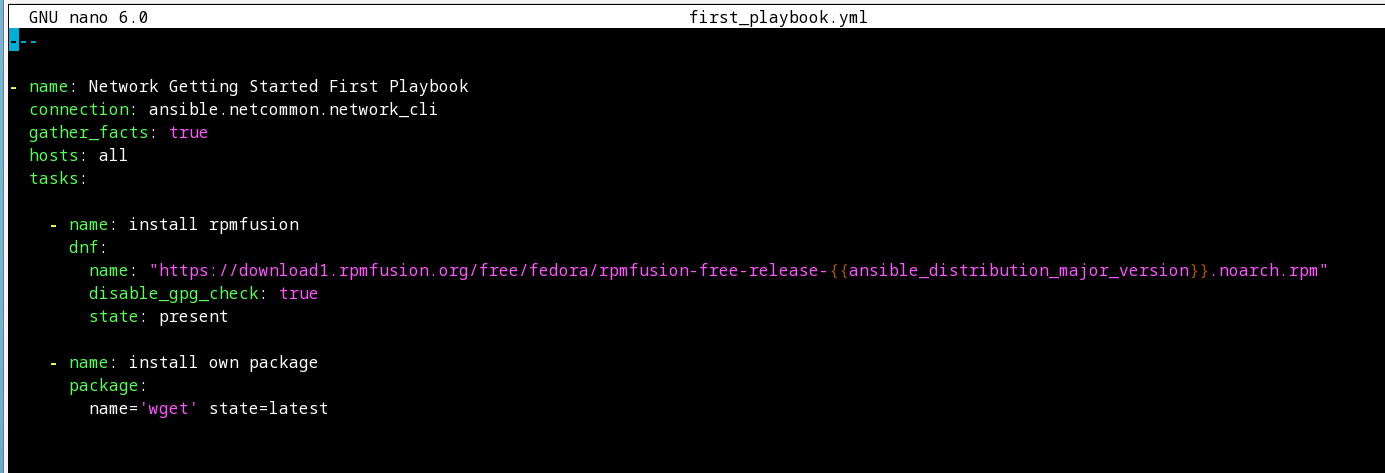 GNU nano 6.0 first_playbook.yml
---
- name: Network Getting Started First Playbook
connection: ansible.netcommon.network_cli
gather_facts: true
hosts: all
tasks:
- name: install rpmfusion
dnf:
name: "https://download1.rpmfusion.org/free/fedora/rpmfusion-free-release-{{ansible_distribution_major_version}}.noarch.rpm"
disable_gpg_check: true
state: present
- name: install own package
package:
name='wget' state=latest